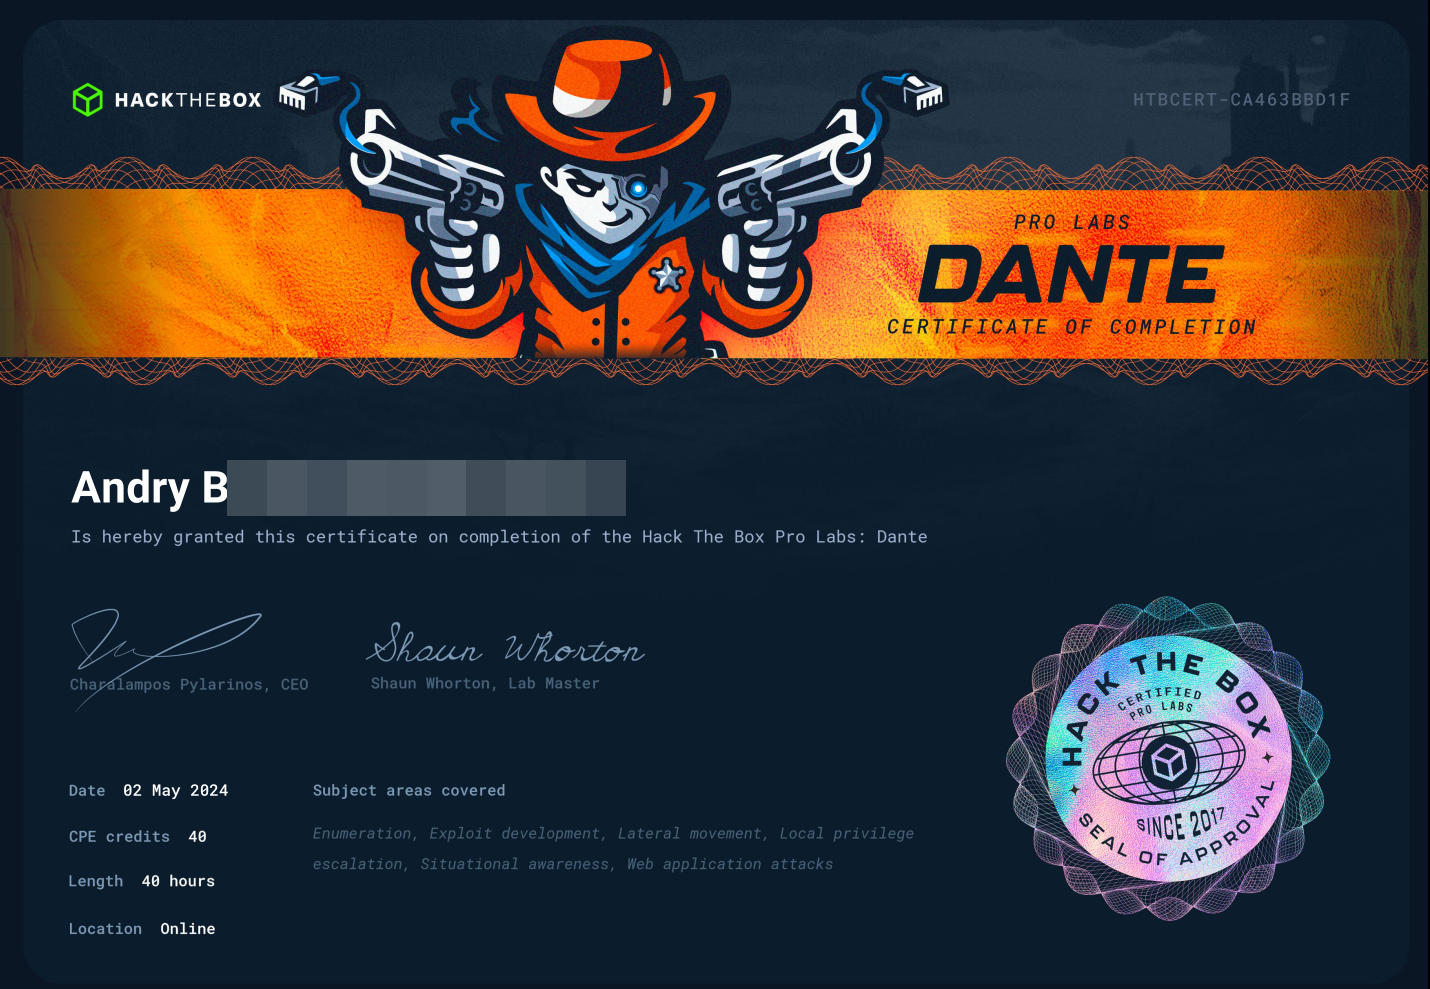 HACKTHEBOX
HTBCERT-CA463BBD1F
PRO LABS
DANTE
CERTIFICATE OF COMPLETION
Andry B
Is hereby granted this certificate on completion of the Hack The Box Pro Labs: Dante
Shaun Whorton
Charalampos Pylarinos, CEO
Shaun Whorton, Lab Master
Date 02 May 2024
CPE credits 40
Length 40 hours
Location Online
Subject areas covered
Enumeration, Exploit development, Lateral movement, Local privilege
escalation, Situational awareness, Web application attacks
HACK THE BOX
CERTIFIED
PRO LABS
SINCE 2017
SEAL OF APPROVAL